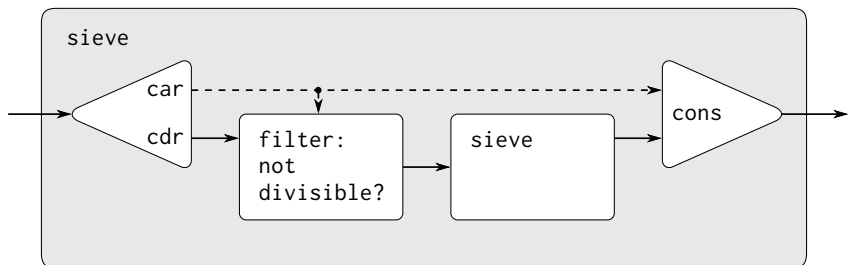 sieve
car
cdr
filter:
not
divisible?
sieve
cons